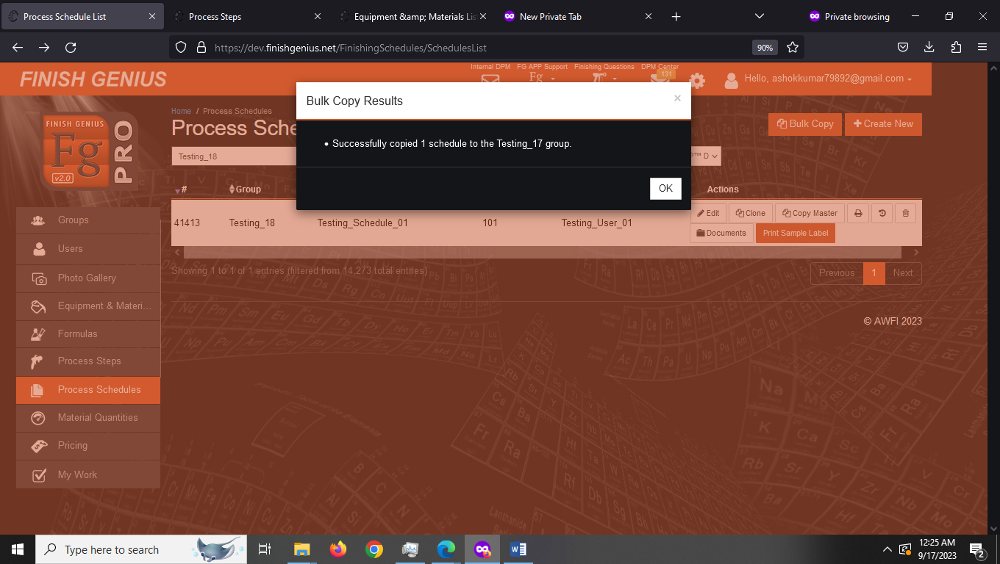 Process Schedule List
Process Steps
Equipment &amp; Materials Lis
New Private Tab
Private browsing
https://dev.finishgenius.net/FinishingSchedules/SchedulesList
90%
FINISH GENIUS
Internal DPM
FG APP Support
Finishing Questions
DPM Center
131
Hello, ashokkumar79892@gmail.com
FINISH GENIUS
Fg
v2.0
PRO
Home / Process Schedules
Process Sche
Bulk Copy
Create New
Bulk Copy Results
×
• Successfully copied 1 schedule to the Testing_17 group.
OK
Testing_18
™ D
#
Group
Actions
41413
Testing_18
Testing_Schedule_01
101
Testing_User_01
Edit
Clone
Copy Master
Documents
Print Sample Label
Showing 1 to 1 of 1 entries (filtered from 14,273 total entries)
Previous
1
Next
© AWFI 2023
Groups
Users
Photo Gallery
Equipment & Materi...
Formulas
Process Steps
Process Schedules
Material Quantities
Pricing
My Work
Type here to search
12:25 AM
9/17/2023
2